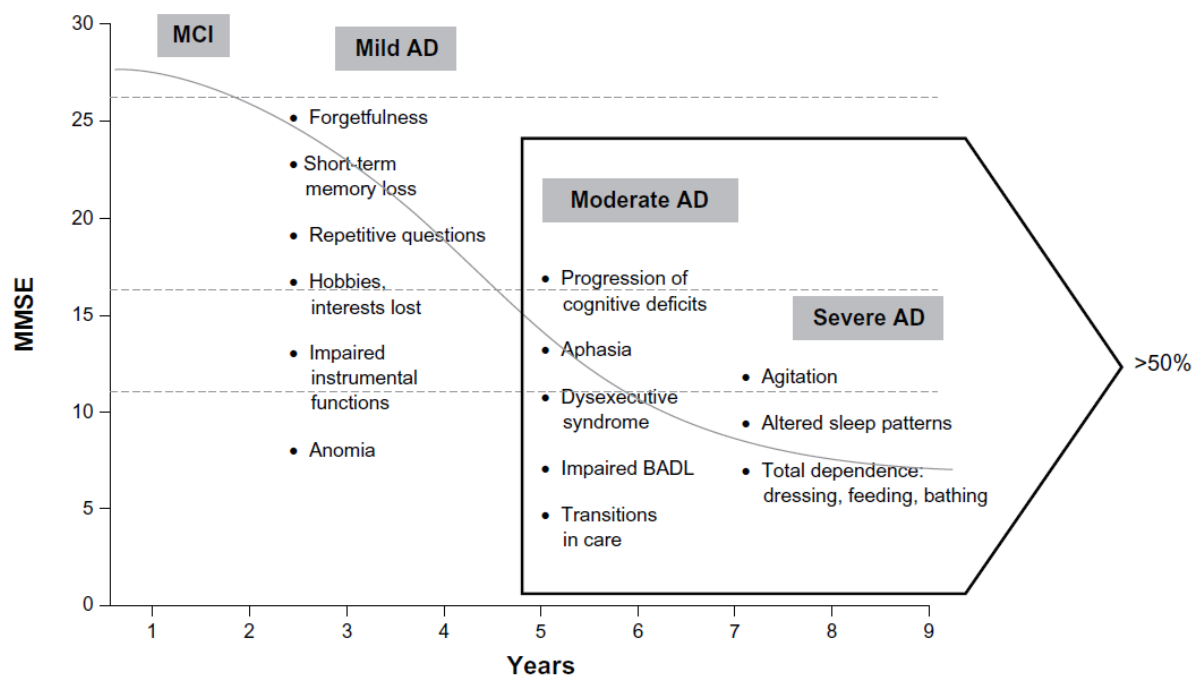 30
25
20
15
10
5
0
MMSE
MCI
Mild AD
• Forgetfulness
• Short-term
memory loss
• Repetitive questions
• Hobbies,
interests lost
• Impaired
instrumental
functions
• Anomia
Moderate AD
• Progression of
cognitive deficits
• Aphasia
• Dysexecutive
syndrome
• Impaired BADL
• Transitions
in care
Severe AD
• Agitation
• Altered sleep patterns
• Total dependence:
dressing, feeding, bathing
>50%
1 2 3 4 5 6 7 8 9
Years